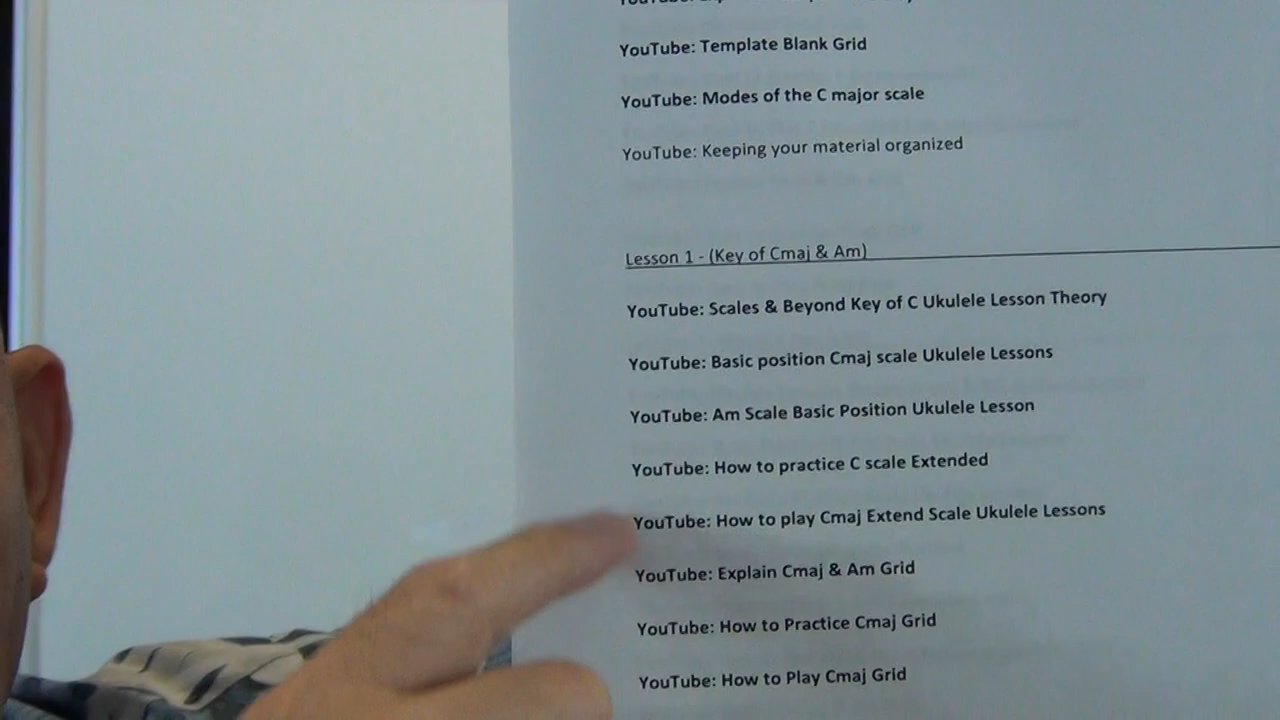 YouTube:
YouTube: Template Blank Grid
YouTube: Modes of the C major scale
YouTube: Keeping your material organized
Lesson 1 - (Key of Cmaj & Am)
YouTube: Scales & Beyond Key of C Ukulele Lesson Theory
YouTube: Basic position Cmaj scale Ukulele Lessons
YouTube: Am Scale Basic Position Ukulele Lesson
YouTube: How to practice C scale Extended
YouTube: How to play Cmaj Extend Scale Ukulele Lessons
YouTube: Explain Cmaj & Am Grid
YouTube: How to Practice Cmaj Grid
YouTube: How to Play Cmaj Grid